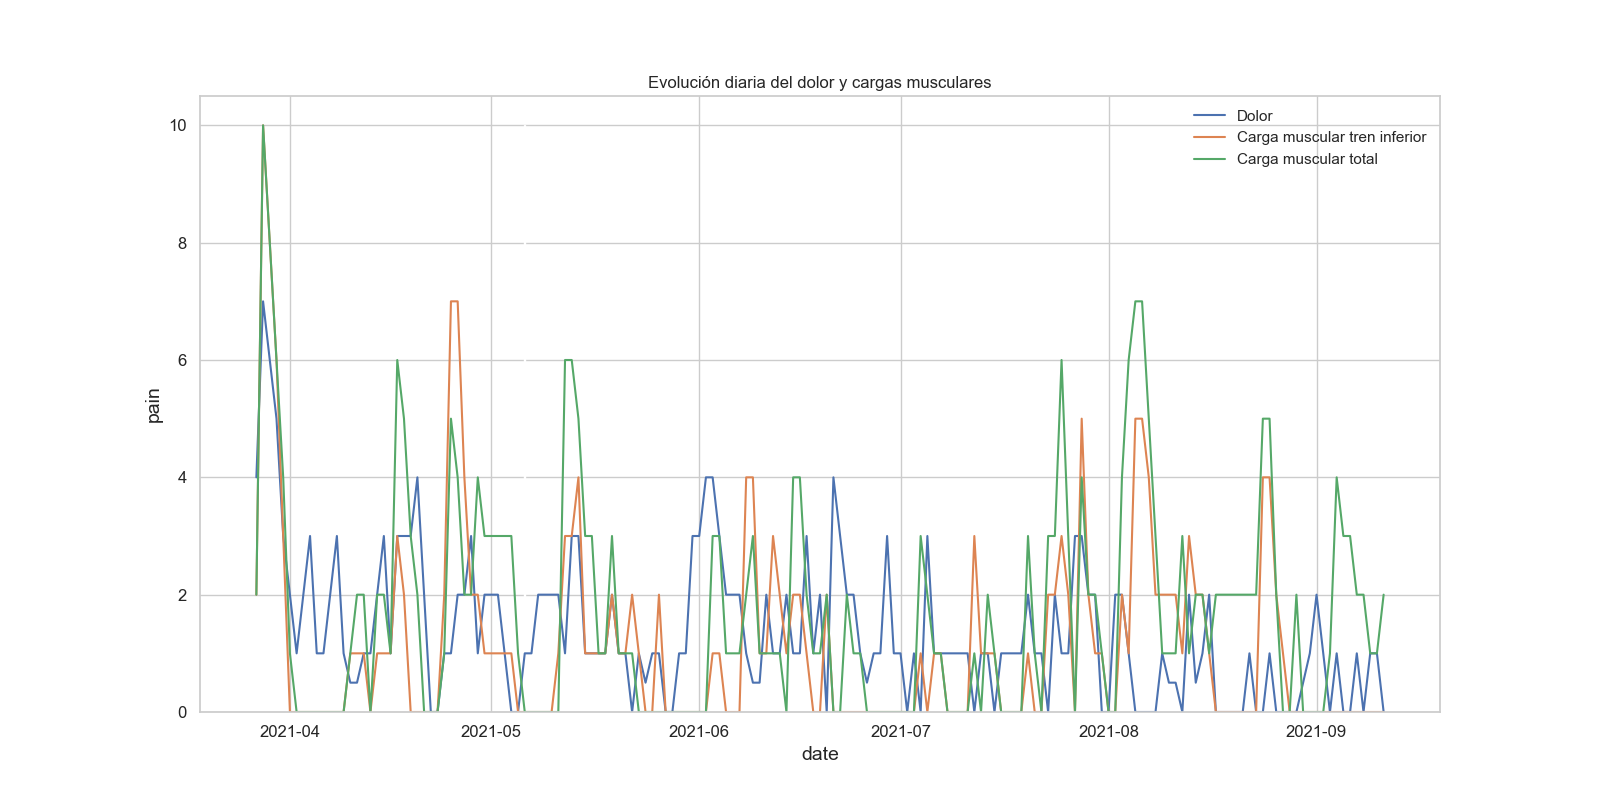 Evolución diaria del dolor y cargas musculares
Dolor
Carga muscular tren inferior
Carga muscular total
10
8
6
4
2
0
pain
2021-04
2021-05
2021-06
2021-07
2021-08
2021-09
date